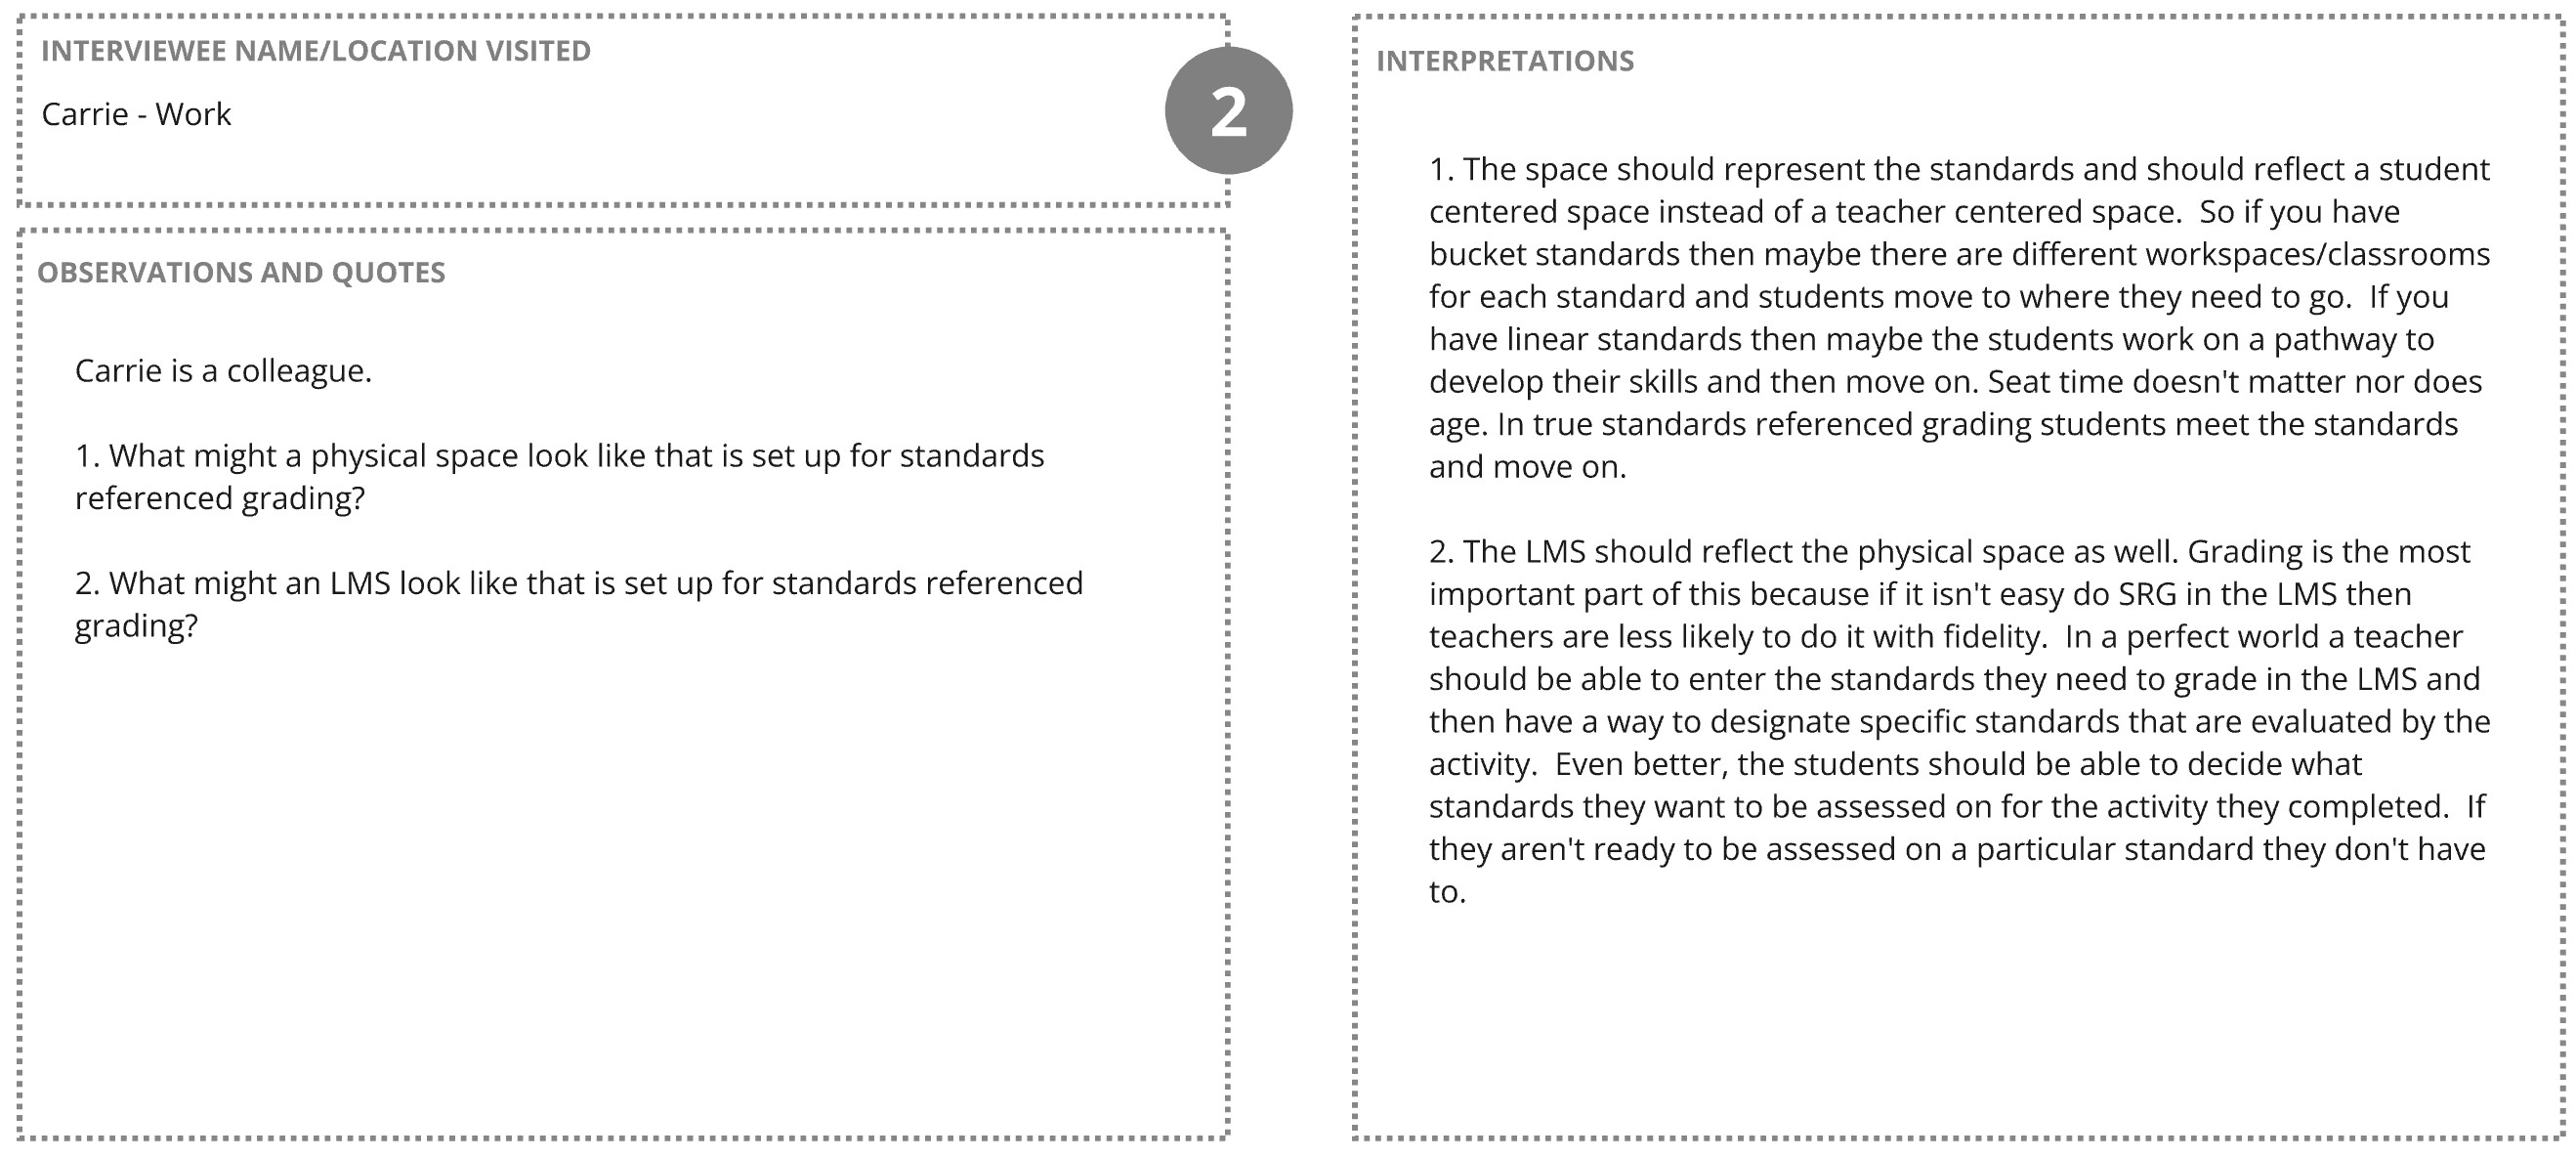 INTERVIEWEE NAME/LOCATION VISITED
Carrie - Work
2
OBSERVATIONS AND QUOTES
Carrie is a colleague.
1. What might a physical space look like that is set up for standards
referenced grading?
2. What might an LMS look like that is set up for standards referenced
grading?
INTERPRETATIONS
1. The space should represent the standards and should reflect a student
centered space instead of a teacher centered space.  So if you have
bucket standards then maybe there are different workspaces/classrooms
for each standard and students move to where they need to go.  If you
have linear standards then maybe the students work on a pathway to
develop their skills and then move on. Seat time doesn't matter nor does
age. In true standards referenced grading students meet the standards
and move on.
2. The LMS should reflect the physical space as well. Grading is the most
important part of this because if it isn't easy do SRG in the LMS then
teachers are less likely to do it with fidelity.  In a perfect world a teacher
should be able to enter the standards they need to grade in the LMS and
then have a way to designate specific standards that are evaluated by the
activity.  Even better, the students should be able to decide what
standards they want to be assessed on for the activity they completed.  If
they aren't ready to be assessed on a particular standard they don't have
to.